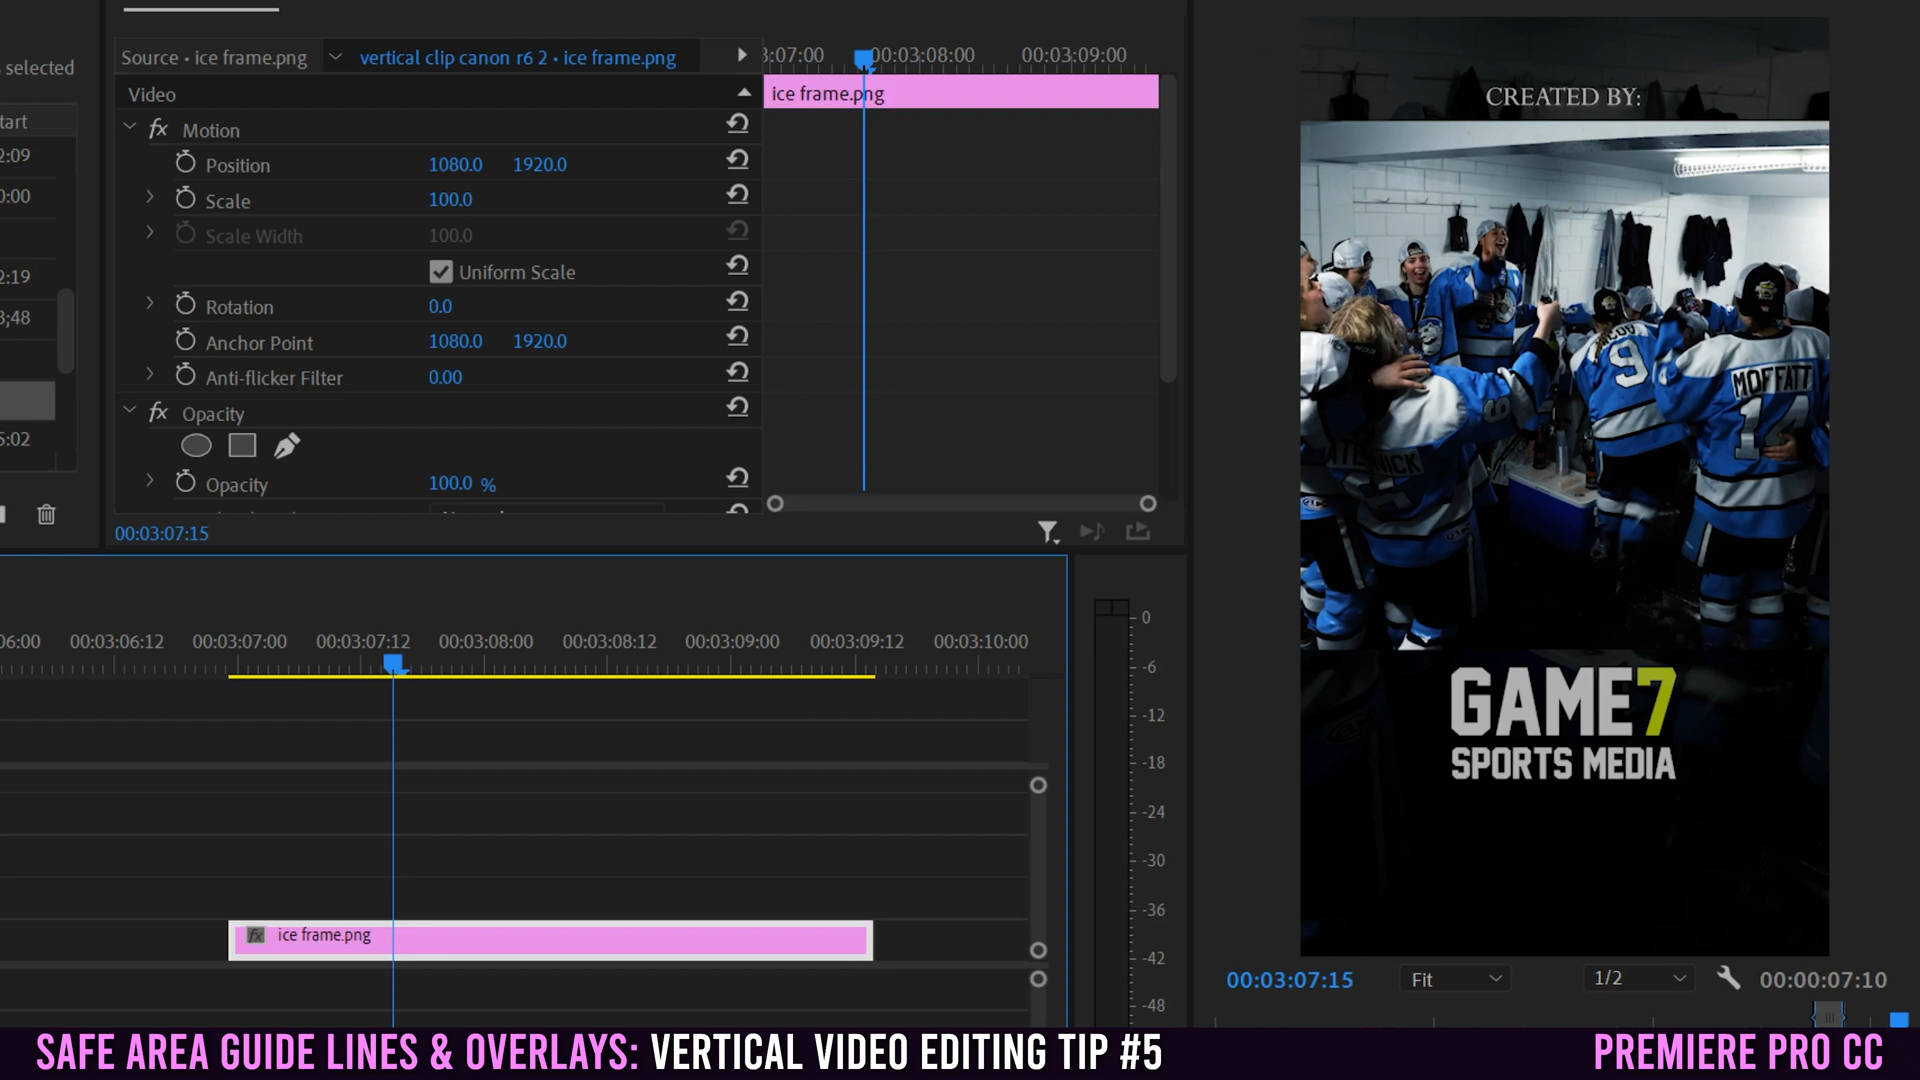 selected
tart
2:09
0:00
2:19
3;48
5:02
Source • ice frame.png
vertical clip canon r6 2 • ice frame.png
Video
fx Motion
Position 1080.0 1920.0
Scale 100.0
Scale Width 100.0
Uniform Scale
Rotation 0.0
Anchor Point 1080.0 1920.0
Anti-flicker Filter 0.00
fx Opacity
Opacity 100.0 %
00:03:07:15
3:07:00 00:03:08:00 00:03:09:00
ice frame.png
06:00 00:03:06:12 00:03:07:00 00:03:07:12 00:03:08:00 00:03:08:12 00:03:09:00 00:03:09:12 00:03:10:00
fx ice frame.png
0
-6
-12
-18
-24
-30
-36
-42
-48
CREATED BY:
9
MOFFATT
14
GAME7
SPORTS MEDIA
00:03:07:15 Fit 1/2 00:00:07:10
SAFE AREA GUIDE LINES & OVERLAYS: VERTICAL VIDEO EDITING TIP #5
PREMIERE PRO CC